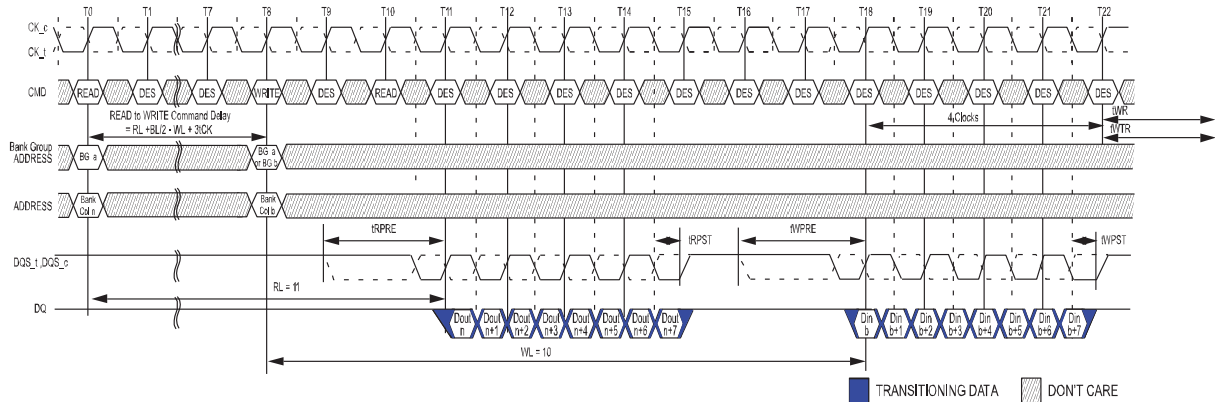 T0 T1 T7 T8 T9 T10 T11 T12 T13 T14 T15 T16 T17 T18 T19 T20 T21 T22
CK_c
CK_t
CMD READ DES DES WRITE DES READ DES DES DES DES DES DES DES DES DES DES DES DES
READ to WRITE Command Delay
= RL +BL/2 - WL + 3tCK
4 Clocks
tWR
tWTR
Bank Group
ADDRESS
BG a
BG a
or BG b
ADDRESS
Bank
Col n
Bank
Col b
tRPRE tRPST tWPRE tWPST
DQS_t ,DQS_c
RL = 11
DQ
Dout
n
Dout
n+1
Dout
n+2
Dout
n+3
Dout
n+4
Dout
n+5
Dout
n+6
Dout
n+7
Din
b
Din
b+1
Din
b+2
Din
b+3
Din
b+4
Din
b+5
Din
b+6
Din
b+7
WL = 10
TRANSITIONING DATA DON'T CARE